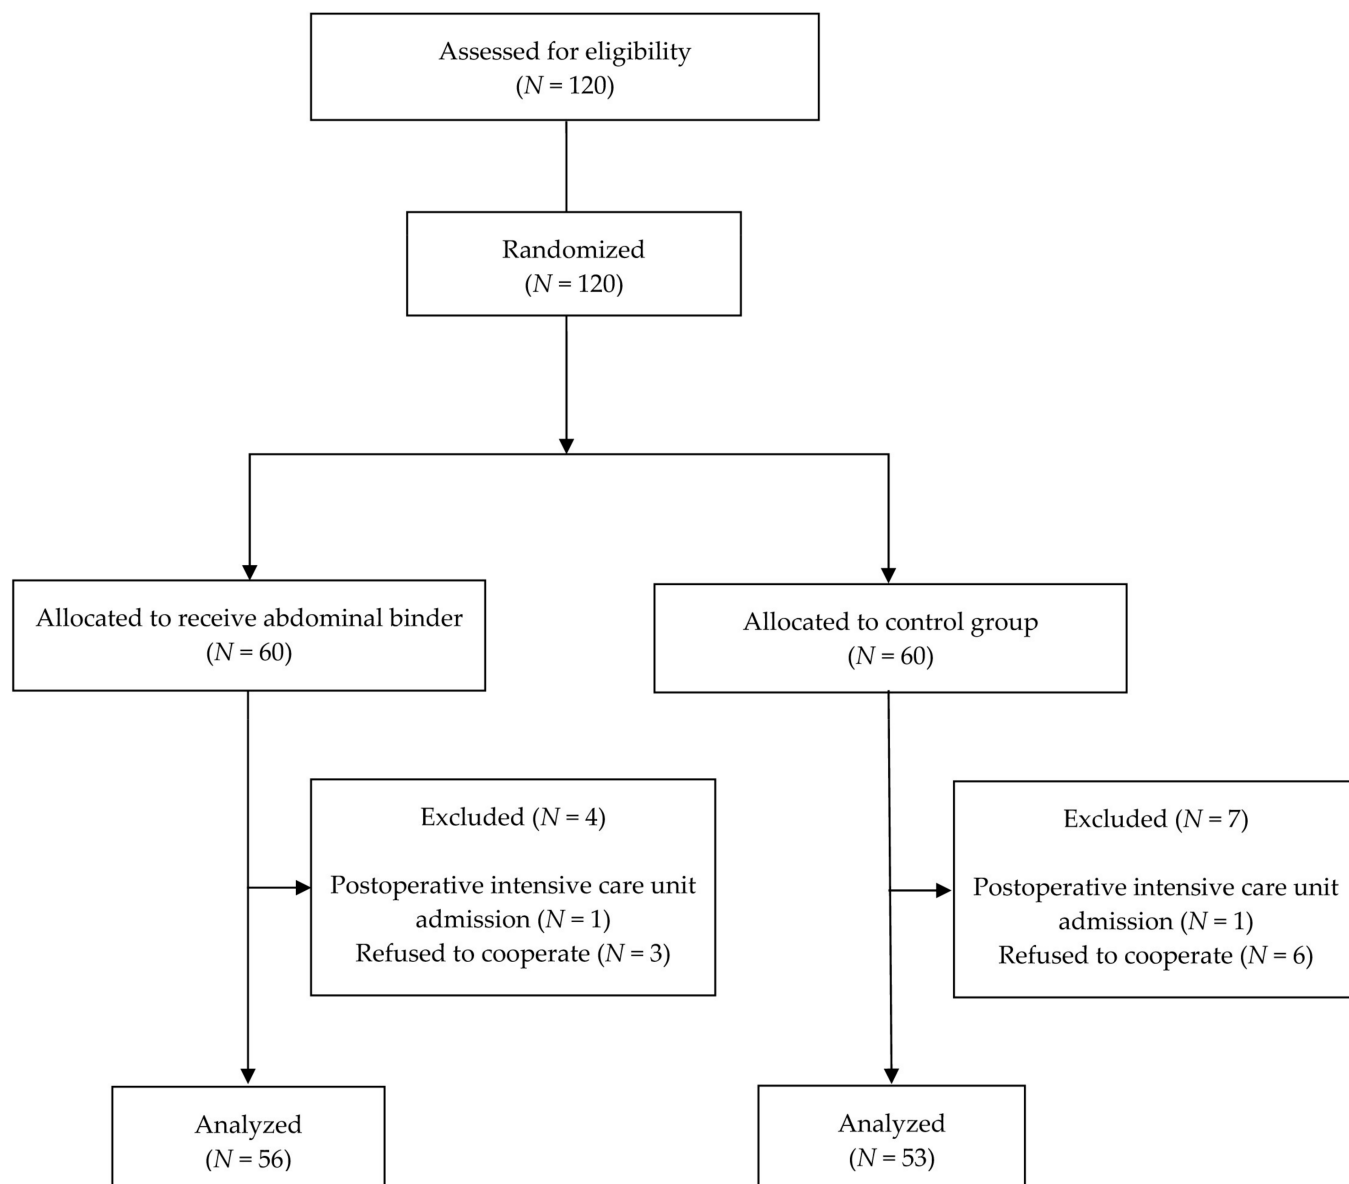 Assessed for eligibility
(N = 120)
Randomized
(N = 120)
Allocated to receive abdominal binder
(N = 60)
Allocated to control group
(N = 60)
Excluded (N = 4)
Postoperative intensive care unit
admission (N = 1)
Refused to cooperate (N = 3)
Excluded (N = 7)
Postoperative intensive care unit
admission (N = 1)
Refused to cooperate (N = 6)
Analyzed
(N = 56)
Analyzed
(N = 53)